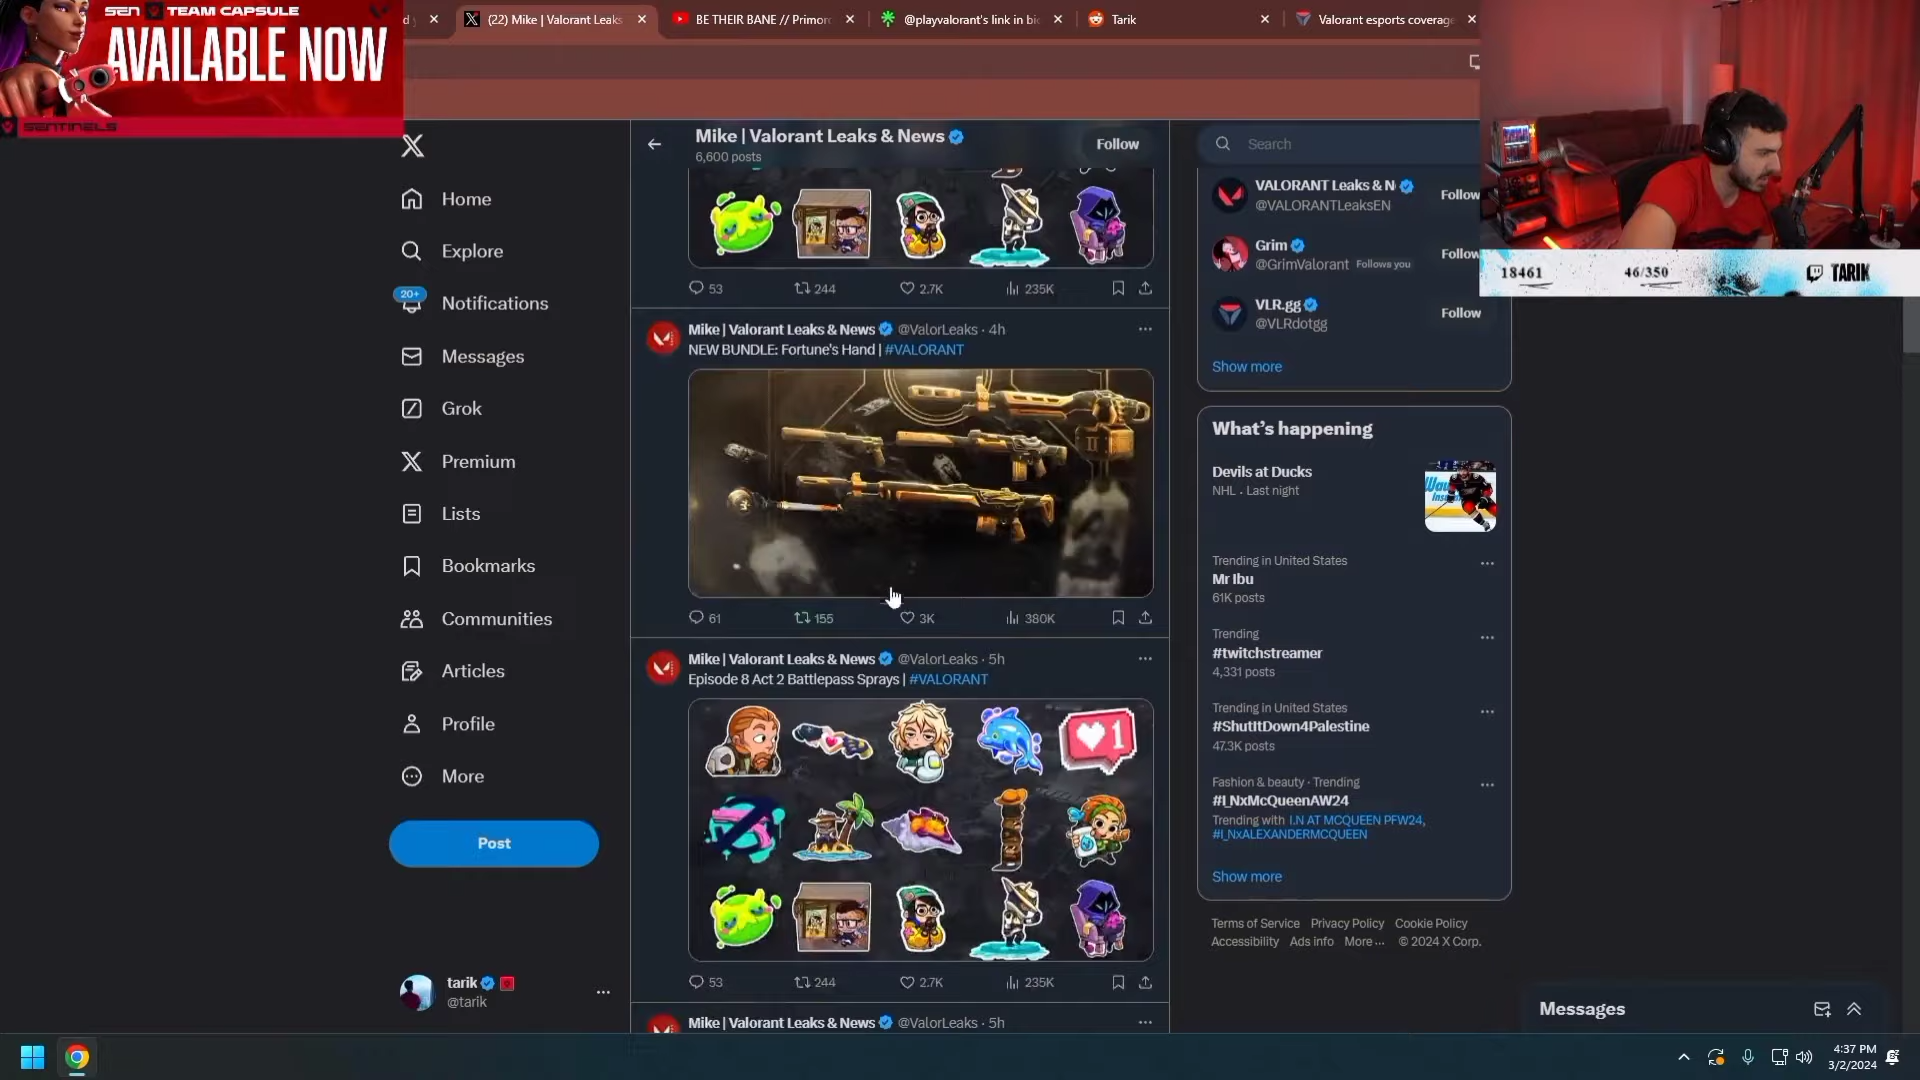 SEN TEAM CAPSULE
AVAILABLE NOW
SENTINELS
(22) Mike | Valorant Leaks
BE THEIR BANE // Primor
@playvalorant's link in bi
Tarik
Valorant esports coverage
Mike | Valorant Leaks & News
6,600 posts
Follow
Search
18461
46/350
TARIK
Home
Explore
20+
Notifications
Messages
Grok
Premium
Lists
Bookmarks
Communities
Articles
Profile
More
Post
tarik
@tarik
53
244
2.7K
235K
Mike | Valorant Leaks & News @ValorLeaks · 4h
NEW BUNDLE: Fortune's Hand | #VALORANT
61
155
3K
380K
Mike | Valorant Leaks & News @ValorLeaks · 5h
Episode 8 Act 2 Battlepass Sprays | #VALORANT
1
53
244
2.7K
235K
Mike | Valorant Leaks & News @ValorLeaks · 5h
VALORANT Leaks & N
@VALORANTLeaksEN
Follow
Grim
@GrimValorant Follows you
Follow
VLR.gg
@VLRdotgg
Follow
Show more
What's happening
Devils at Ducks
NHL · Last night
Trending in United States
Mr Ibu
61K posts
Trending
#twitchstreamer
4,331 posts
Trending in United States
#ShutItDown4Palestine
47.3K posts
Fashion & beauty · Trending
#I_NxMcQueenAW24
Trending with I.N AT MCQUEEN PFW24,
#I_NxALEXANDERMCQUEEN
Show more
Terms of Service Privacy Policy Cookie Policy
Accessibility Ads info More ... © 2024 X Corp.
Messages
4:37 PM
3/2/2024